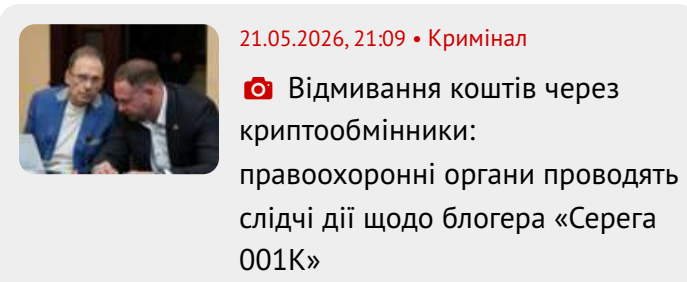 21.05.2026, 21:09 • Кримінал
Відмивання коштів через
криптообмінники:
правоохоронні органи проводять
слідчі дії щодо блогера «Серега
001К»